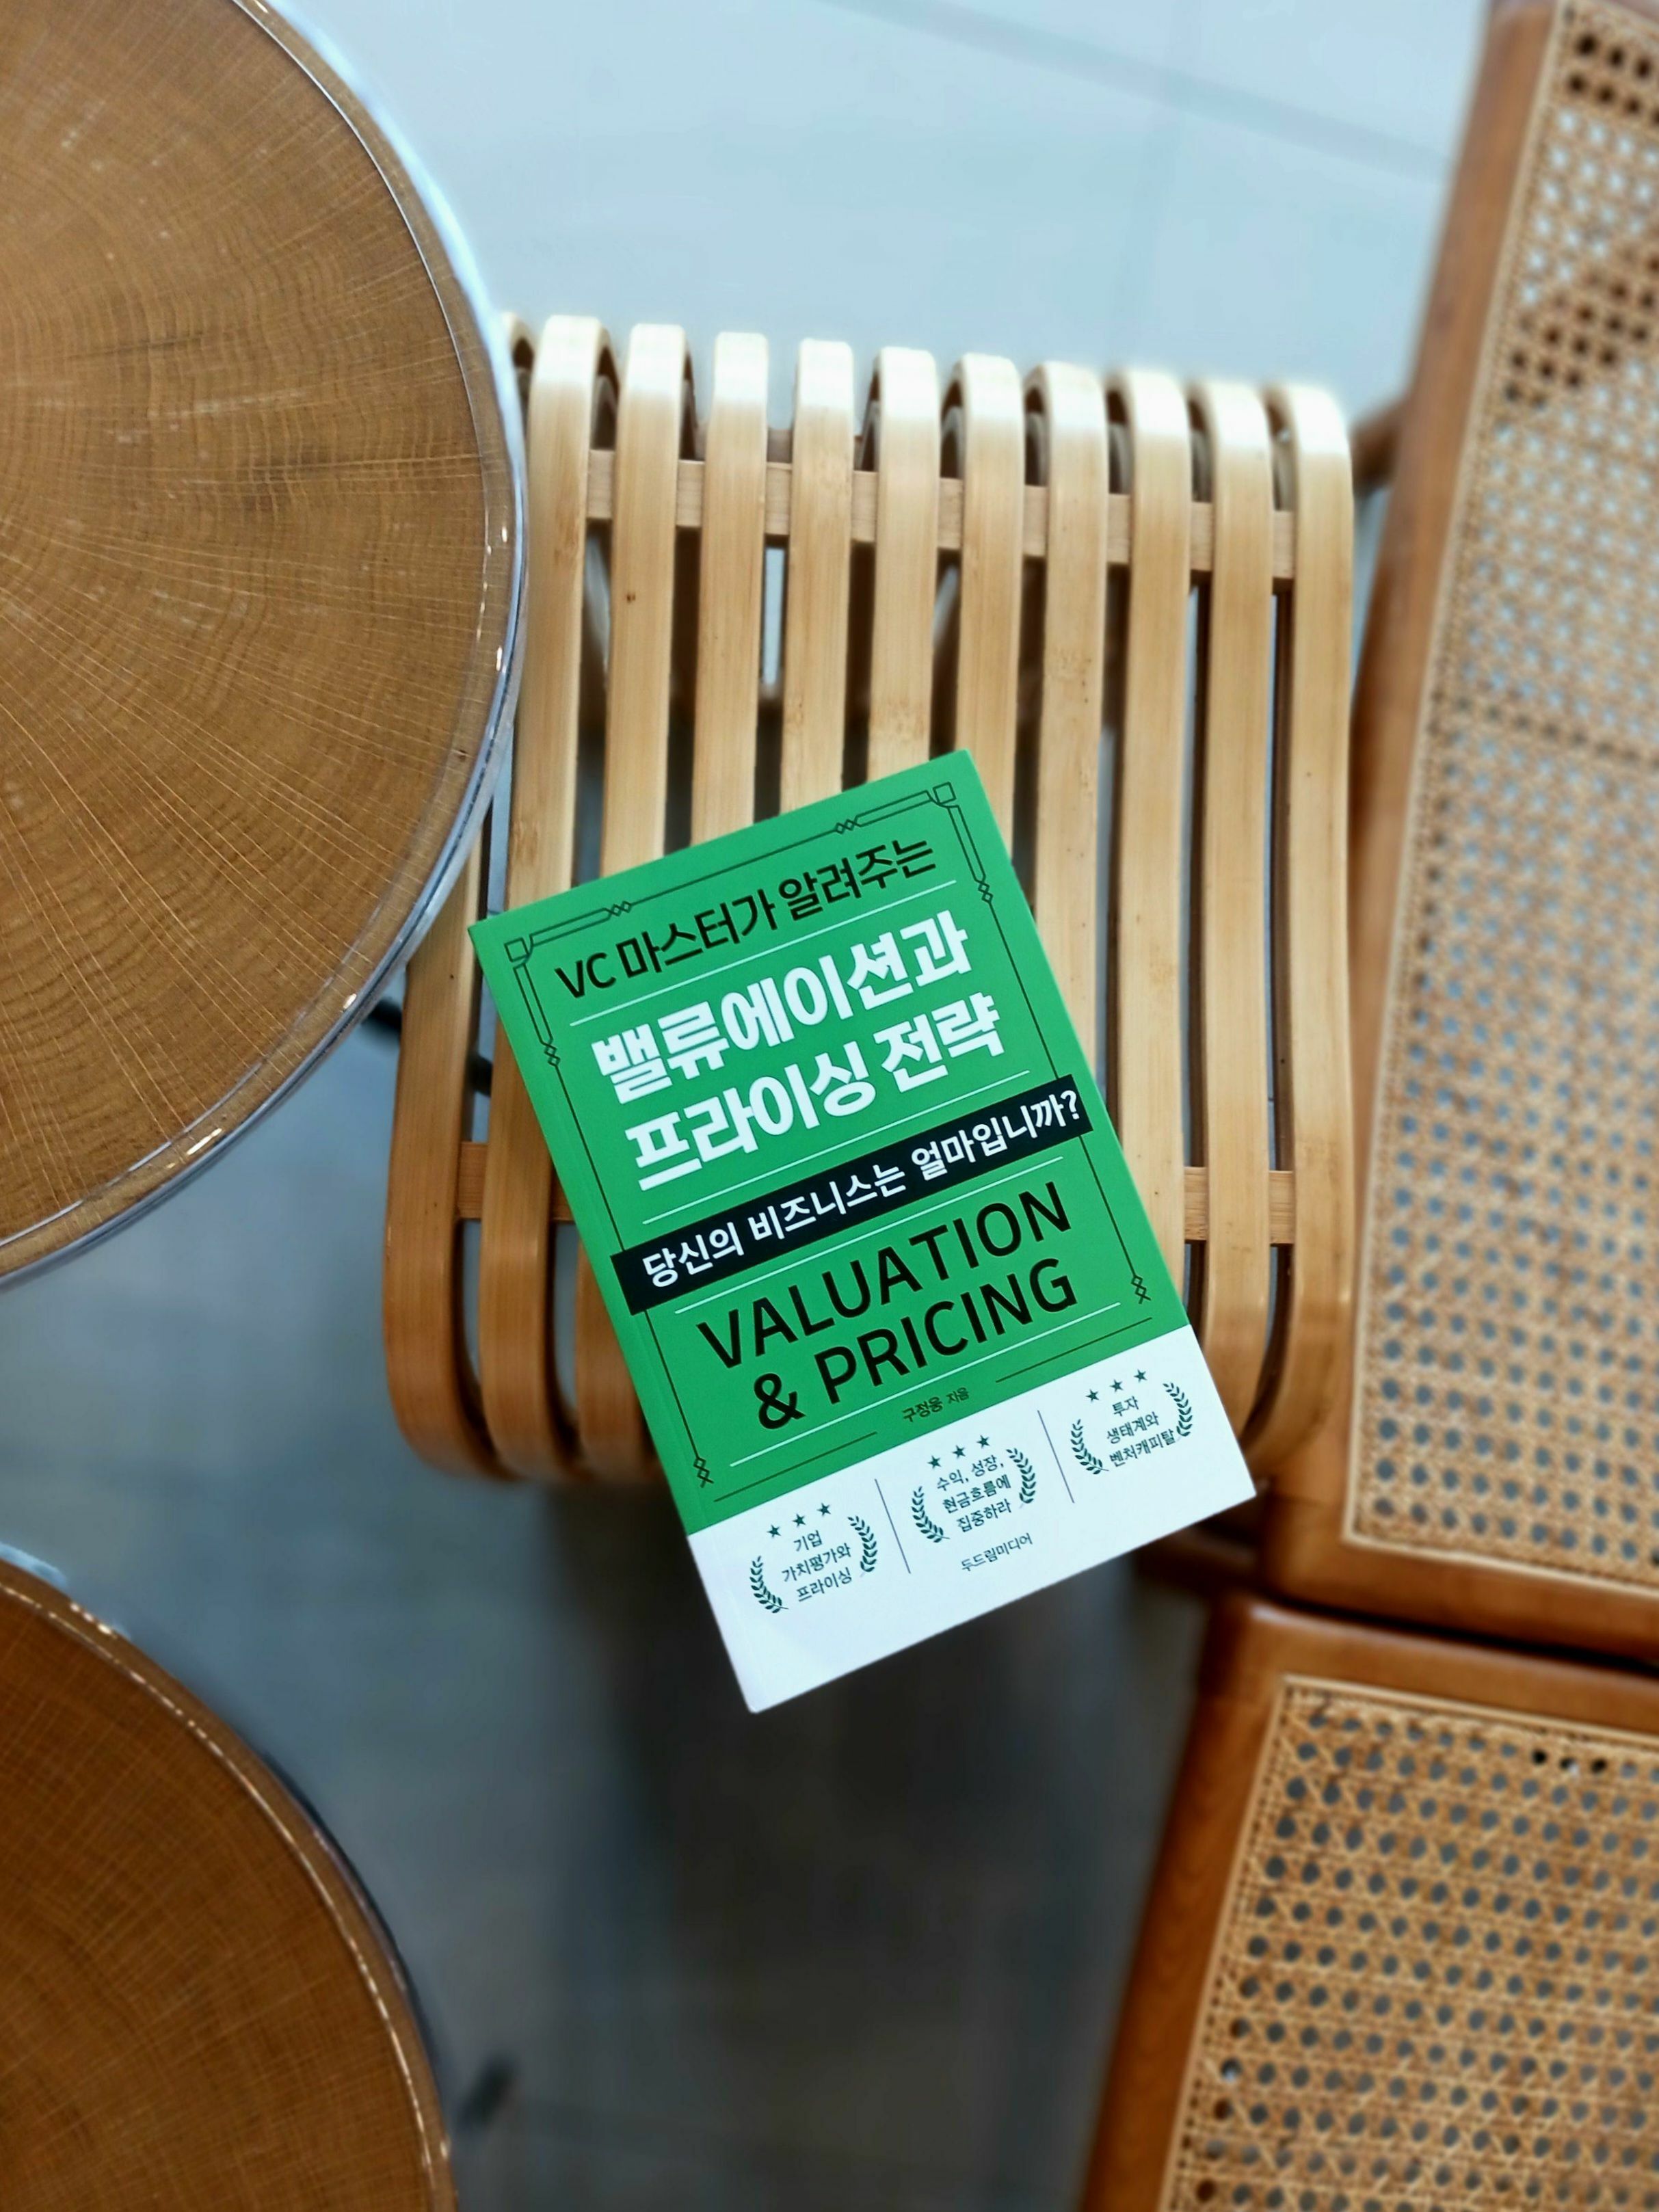 VC 마스터가 알려주는
밸류에이션과
프라이싱 전략
당신의 비즈니스는 얼마입니까?
VALUATION
& PRICING
구정웅 지음
기업
가치평가와
프라이싱
수익, 성장,
현금흐름에
집중하라
투자
생태계와
벤처캐피탈
두드림미디어